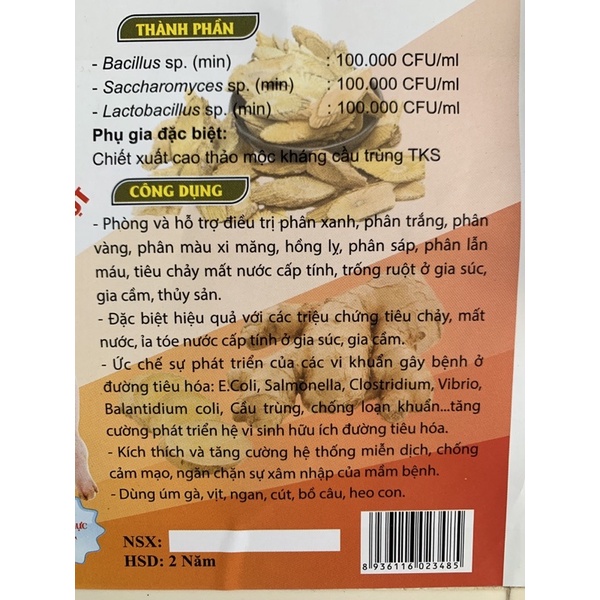 THÀNH PHẦN
- Bacillus sp. (min) : 100.000 CFU/ml
- Saccharomyces sp. (min) : 100.000 CFU/ml
- Lactobacillus sp. (min) : 100.000 CFU/ml
Phụ gia đặc biệt:
Chiết xuất cao thảo mộc kháng cầu trùng TKS
CÔNG DỤNG
- Phòng và hỗ trợ điều trị phân xanh, phân trắng, phân
vàng, phân màu xi măng, hồng lỵ, phân sáp, phân lẫn
máu, tiêu chảy mất nước cấp tính, trống ruột ở gia súc,
gia cầm, thủy sản.
- Đặc biệt hiệu quả với các triệu chứng tiêu chảy, mất
nước, ỉa tóe nước cấp tính ở gia súc, gia cầm.
- Ức chế sự phát triển của các vi khuẩn gây bệnh ở
đường tiêu hóa: E.Coli, Salmonella, Clostridium, Vibrio,
Balantidium coli, Cầu trùng, chống loạn khuẩn...tăng
cường phát triển hệ vi sinh hữu ích đường tiêu hóa.
- Kích thích và tăng cường hệ thống miễn dịch, chống
cảm mạo, ngăn chặn sự xâm nhập của mầm bệnh.
- Dùng úm gà, vịt, ngan, cút, bồ câu, heo con.
NSX:
HSD: 2 Năm
8 936116 023485